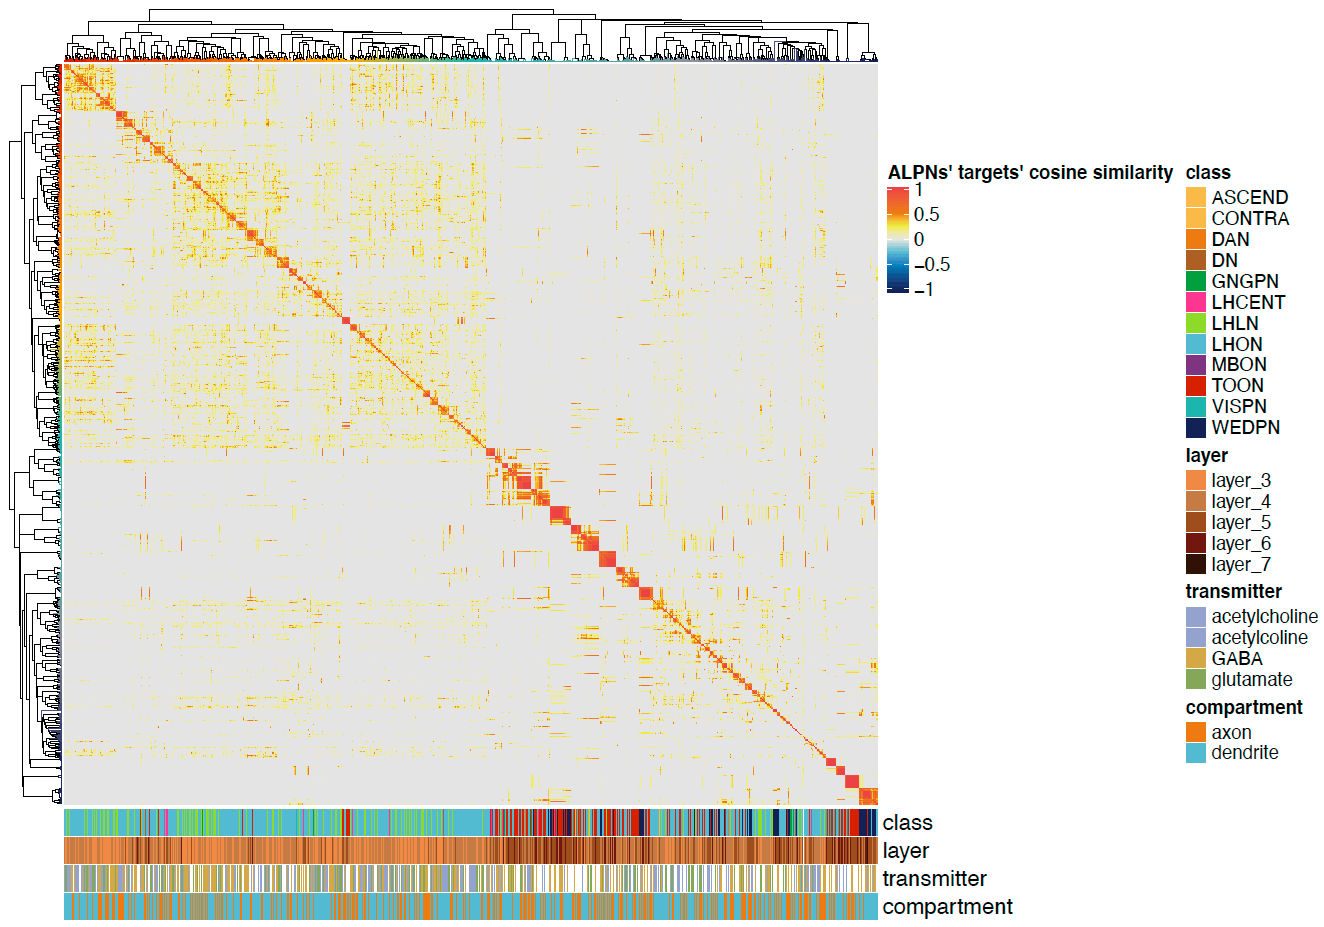 ALPNs' targets' cosine similarity
1
0.5
0
−0.5
−1
class
ASCEND
CONTRA
DAN
DN
GNGPN
LHCENT
LHLN
LHON
MBON
TOON
VISPN
WEDPN
layer
layer_3
layer_4
layer_5
layer_6
layer_7
transmitter
acetylcholine
acetylcoline
GABA
glutamate
compartment
axon
dendrite
class
layer
transmitter
compartment